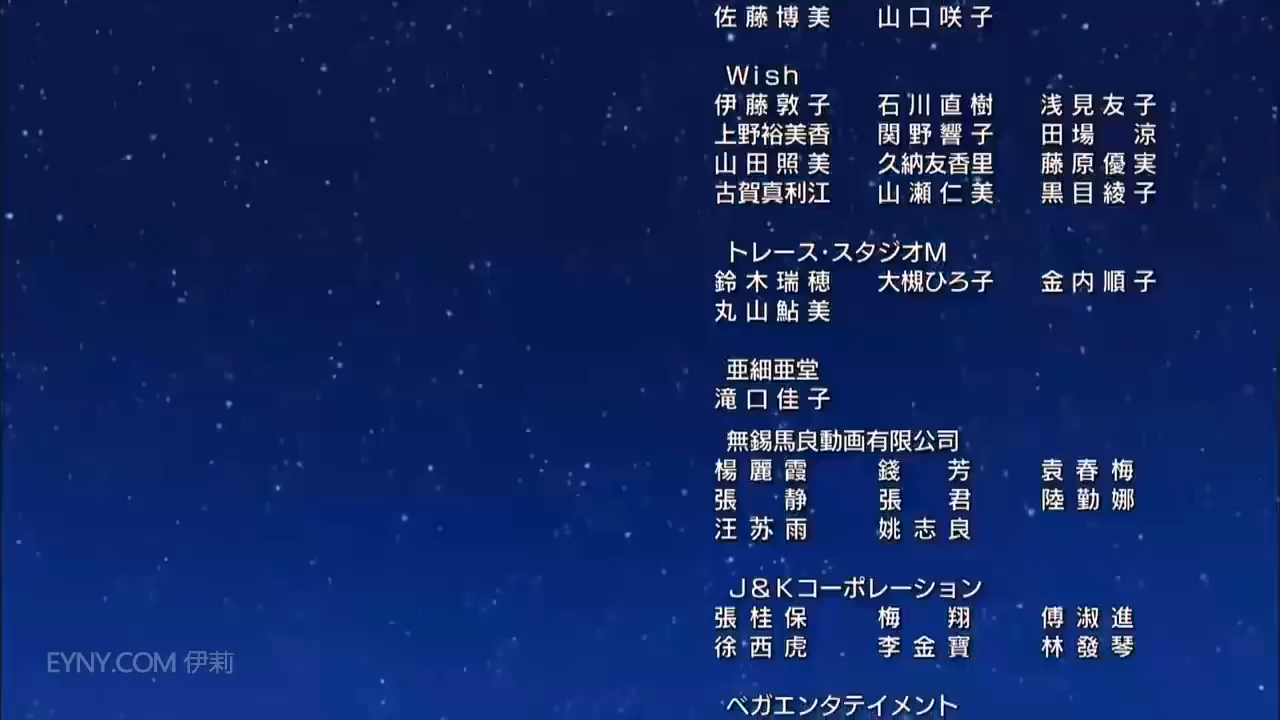 佐藤博美 山口咲子
Wish
伊藤敦子 石川直樹 浅見友子
上野裕美香 関野響子 田場 涼
山田照美 久納友香里 藤原優実
古賀真利江 山瀬仁美 黒目綾子
トレース・スタジオM
鈴木瑞穂 大槻ひろ子 金内順子
丸山鮎美
亜細亜堂
滝口佳子
無錫馬良動画有限公司
楊麗霞 錢 芳 袁春梅
張 静 張 君 陸勤娜
汪苏雨 姚志良
J&Kコーポレーション
張桂保 梅 翔 傅淑進
徐西虎 李金寶 林發琴
EYNY.COM 伊莉
ベガエンタテイメント